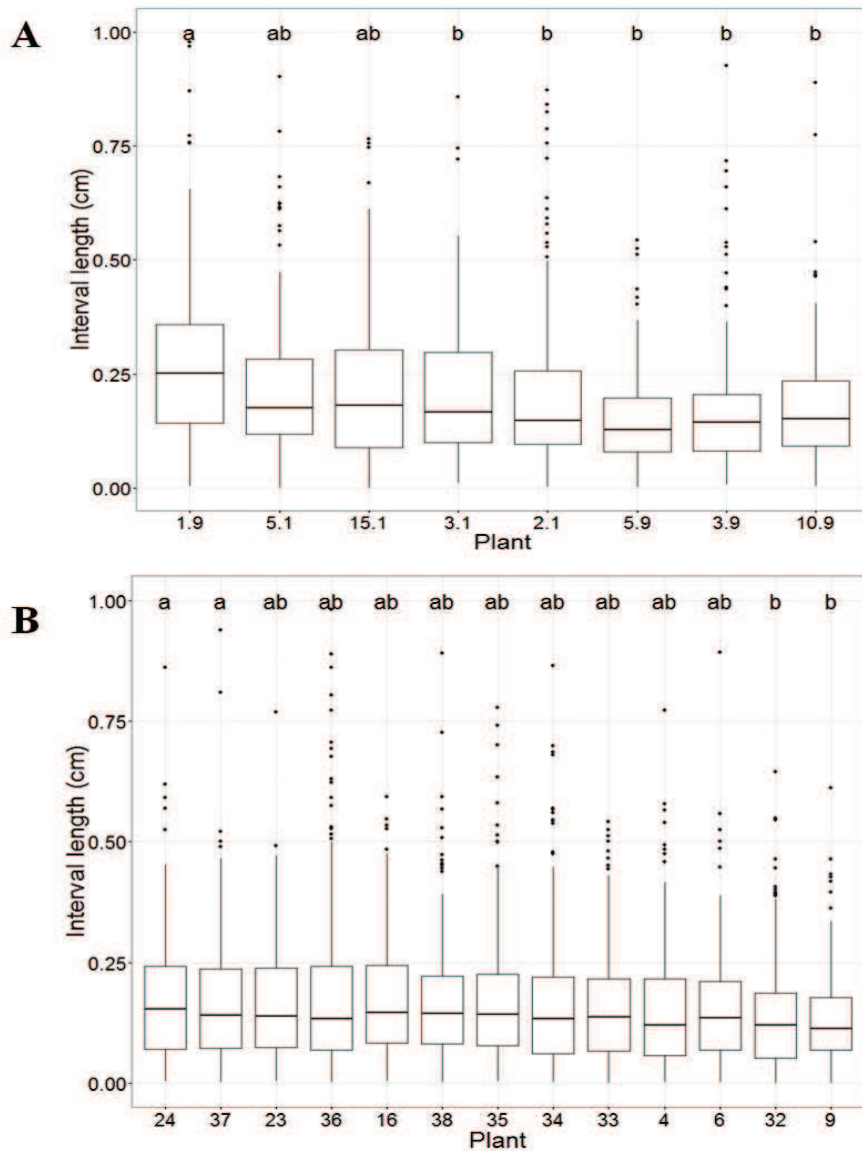 A
a ab ab b b b b b
1.00
0.75
0.50
0.25
0.00
Interval length (cm)
1.9 5.1 15.1 3.1 2.1 5.9 3.9 10.9
Plant
B
a a ab ab ab ab ab ab ab ab ab b b
1.00
0.75
0.50
0.25
0.00
Interval length (cm)
24 37 23 36 16 38 35 34 33 4 6 32 9
Plant